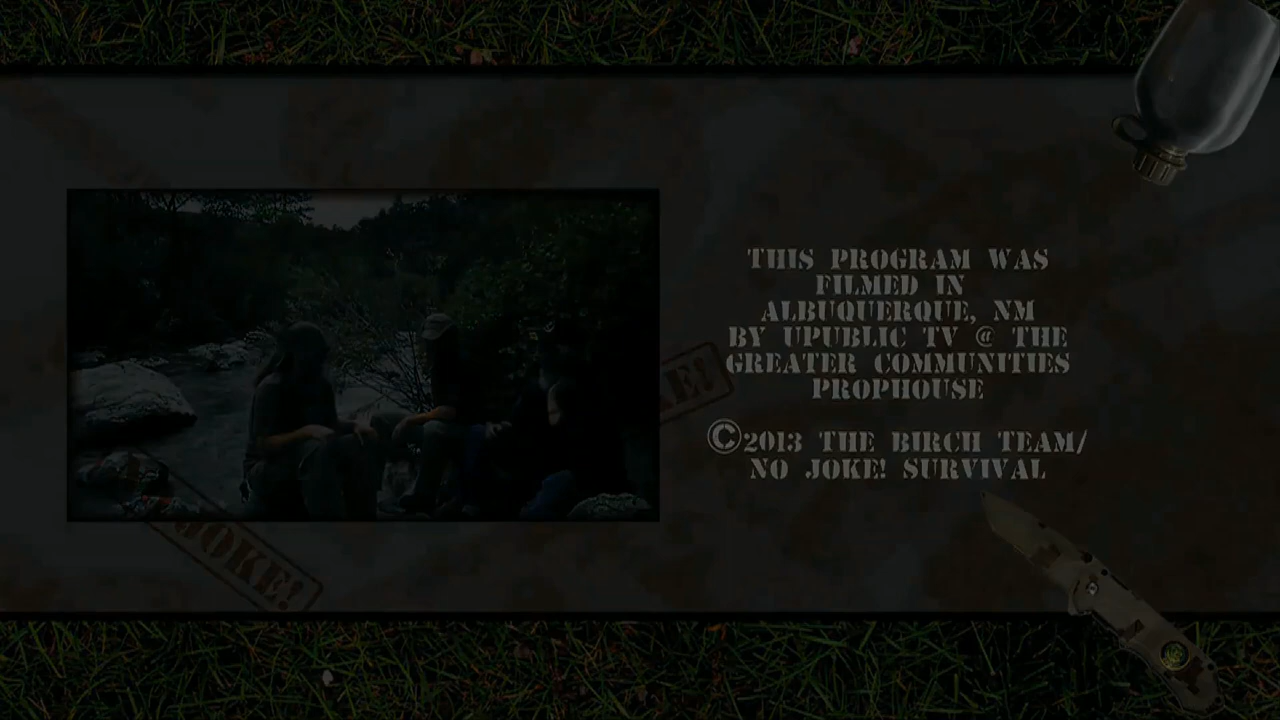 THIS PROGRAM WAS
FILMED IN
ALBUQUERQUE, NM
BY UPUBLIC TV @ THE
GREATER COMMUNITIES
PROPHOUSE
©2013 THE BIRCH TEAM/
NO JOKE! SURVIVAL
JOKE!